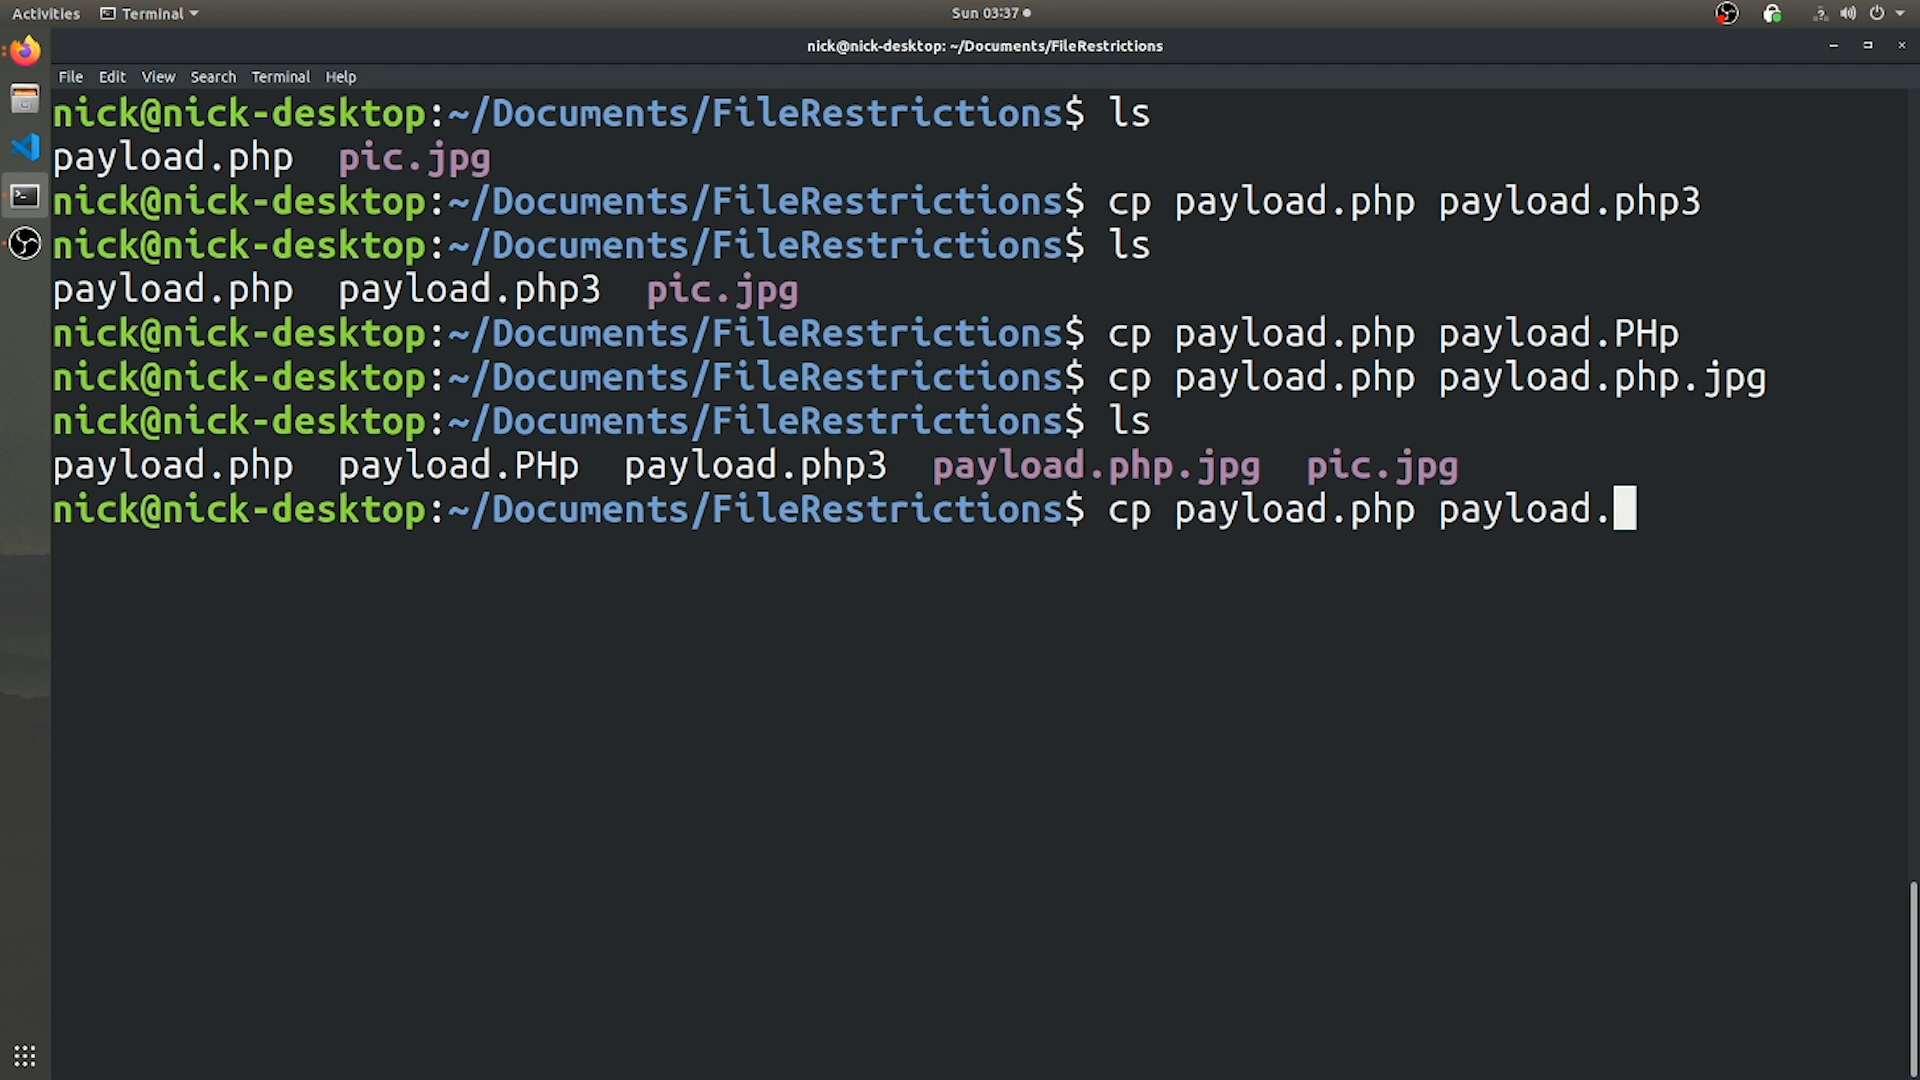 Activities Terminal Sun 03:37
nick@nick-desktop: ~/Documents/FileRestrictions
File Edit View Search Terminal Help
nick@nick-desktop:~/Documents/FileRestrictions$ ls
payload.php pic.jpg
nick@nick-desktop:~/Documents/FileRestrictions$ cp payload.php payload.php3
nick@nick-desktop:~/Documents/FileRestrictions$ ls
payload.php payload.php3 pic.jpg
nick@nick-desktop:~/Documents/FileRestrictions$ cp payload.php payload.PHp
nick@nick-desktop:~/Documents/FileRestrictions$ cp payload.php payload.php.jpg
nick@nick-desktop:~/Documents/FileRestrictions$ ls
payload.php payload.PHp payload.php3 payload.php.jpg pic.jpg
nick@nick-desktop:~/Documents/FileRestrictions$ cp payload.php payload.